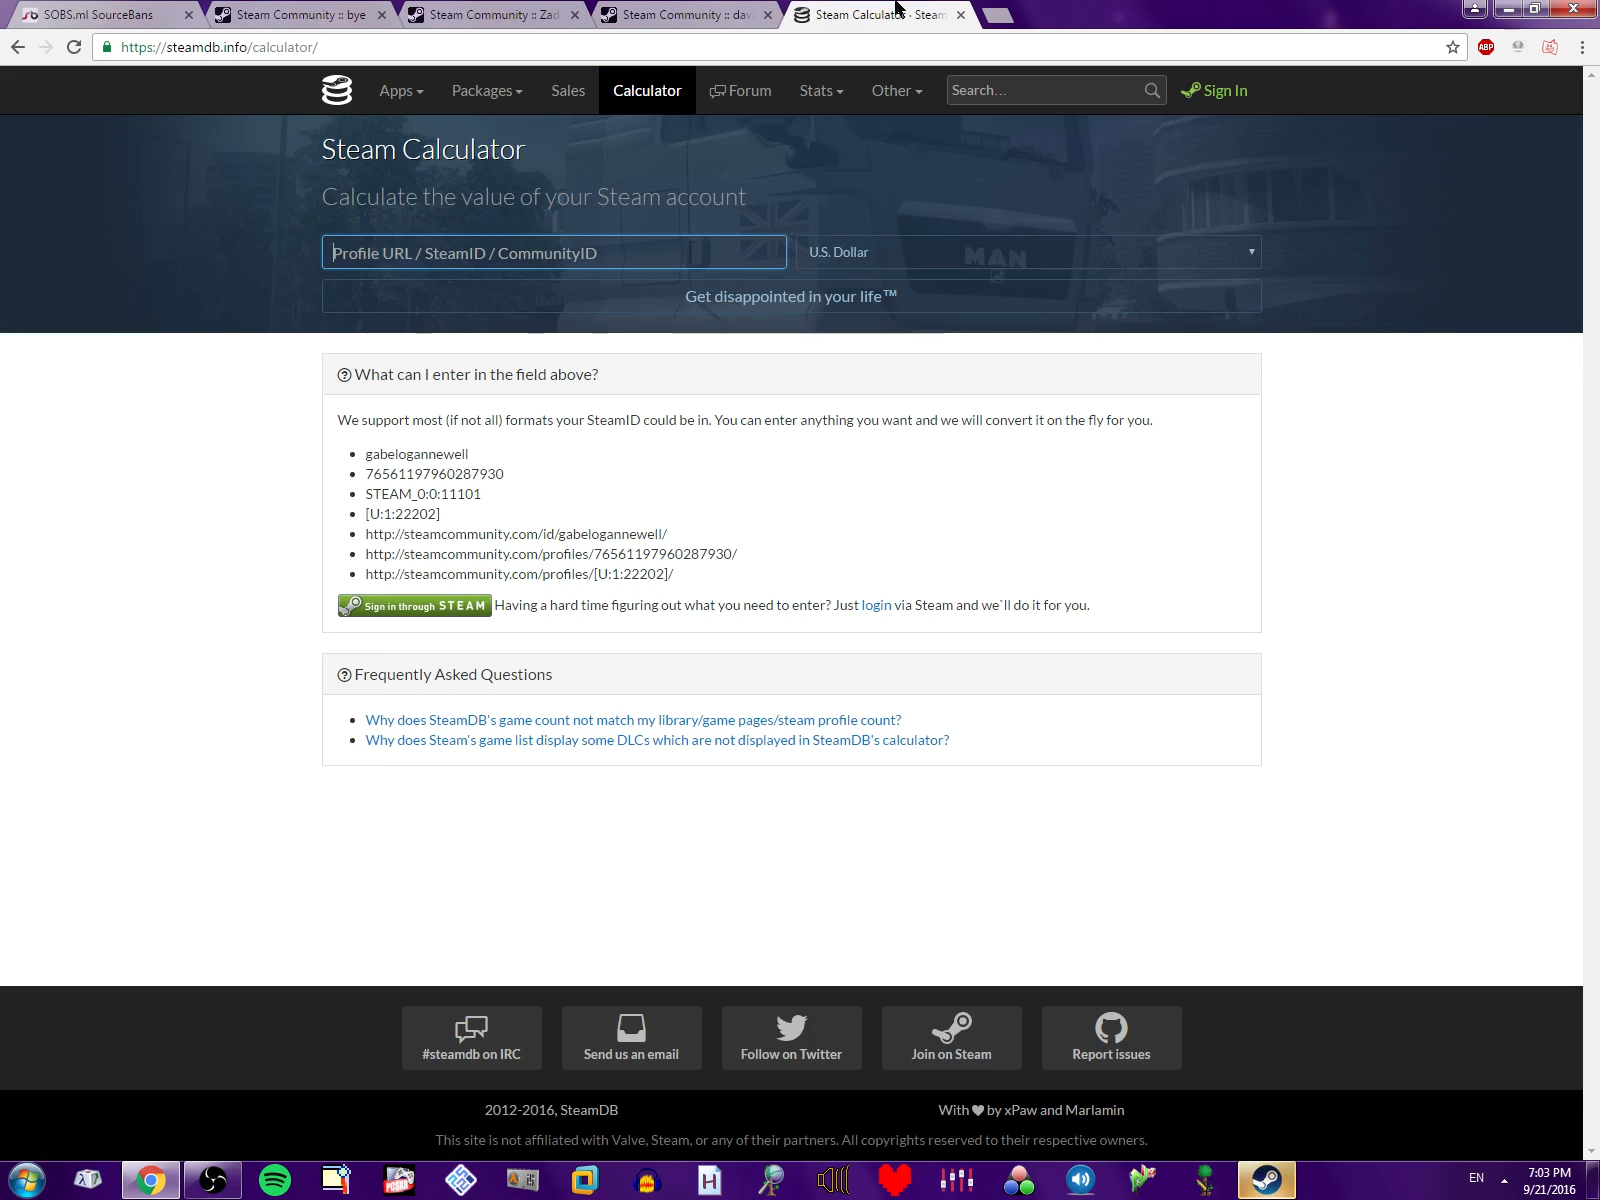 SOBS.ml SourceBans
Steam Community :: bye
Steam Community :: Zad
Steam Community :: dav
Steam Calculator · Steam
https://steamdb.info/calculator/
ABP
Apps
Packages
Sales
Calculator
Forum
Stats
Other
Search...
Sign In
Steam Calculator
Calculate the value of your Steam account
Profile URL / SteamID / CommunityID
U.S. Dollar
MAN
Get disappointed in your life™
What can I enter in the field above?
We support most (if not all) formats your SteamID could be in. You can enter anything you want and we will convert it on the fly for you.
gabelogannewell
76561197960287930
STEAM_0:0:11101
[U:1:22202]
http://steamcommunity.com/id/gabelogannewell/
http://steamcommunity.com/profiles/76561197960287930/
http://steamcommunity.com/profiles/[U:1:22202]/
Sign in through STEAM Having a hard time figuring out what you need to enter? Just login via Steam and we`ll do it for you.
Frequently Asked Questions
Why does SteamDB's game count not match my library/game pages/steam profile count?
Why does Steam's game list display some DLCs which are not displayed in SteamDB's calculator?
#steamdb on IRC
Send us an email
Follow on Twitter
Join on Steam
Report issues
2012-2016, SteamDB
With ♥ by xPaw and Marlamin
This site is not affiliated with Valve, Steam, or any of their partners. All copyrights reserved to their respective owners.
EN
7:03 PM
9/21/2016